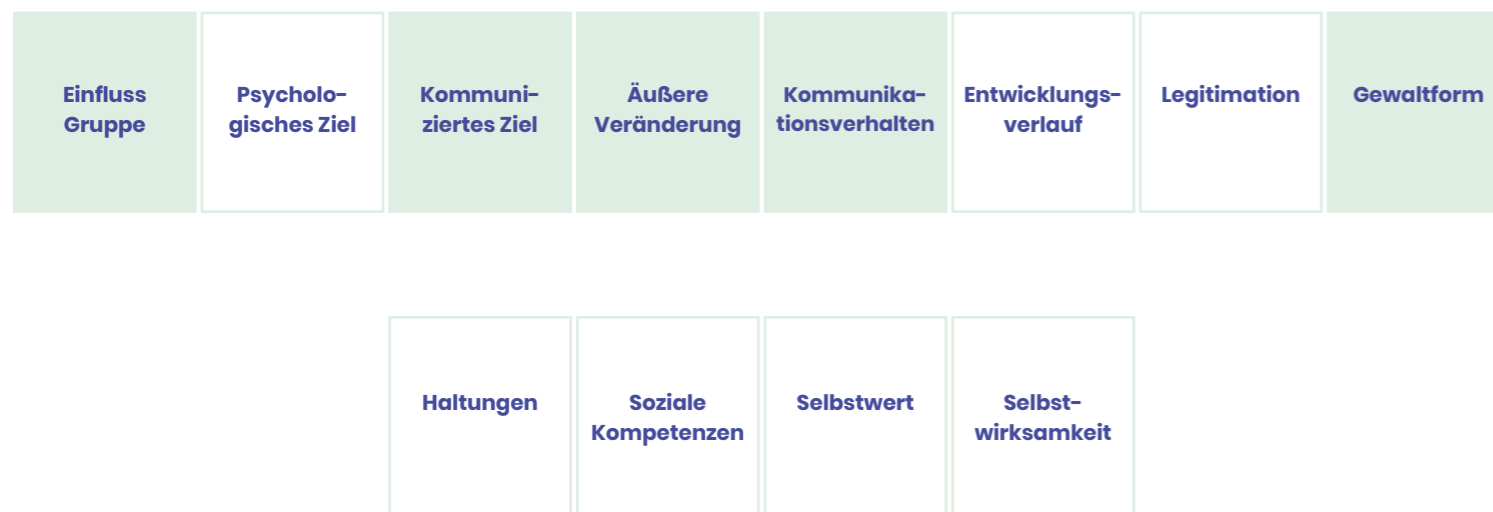 Einfluss
Gruppe
Psycholo-
gisches Ziel
Kommuni-
ziertes Ziel
Äußere
Veränderung
Kommunika-
tionsverhalten
Entwicklungs-
verlauf
Legitimation
Gewaltform
Haltungen
Soziale
Kompetenzen
Selbstwert
Selbst-
wirksamkeit